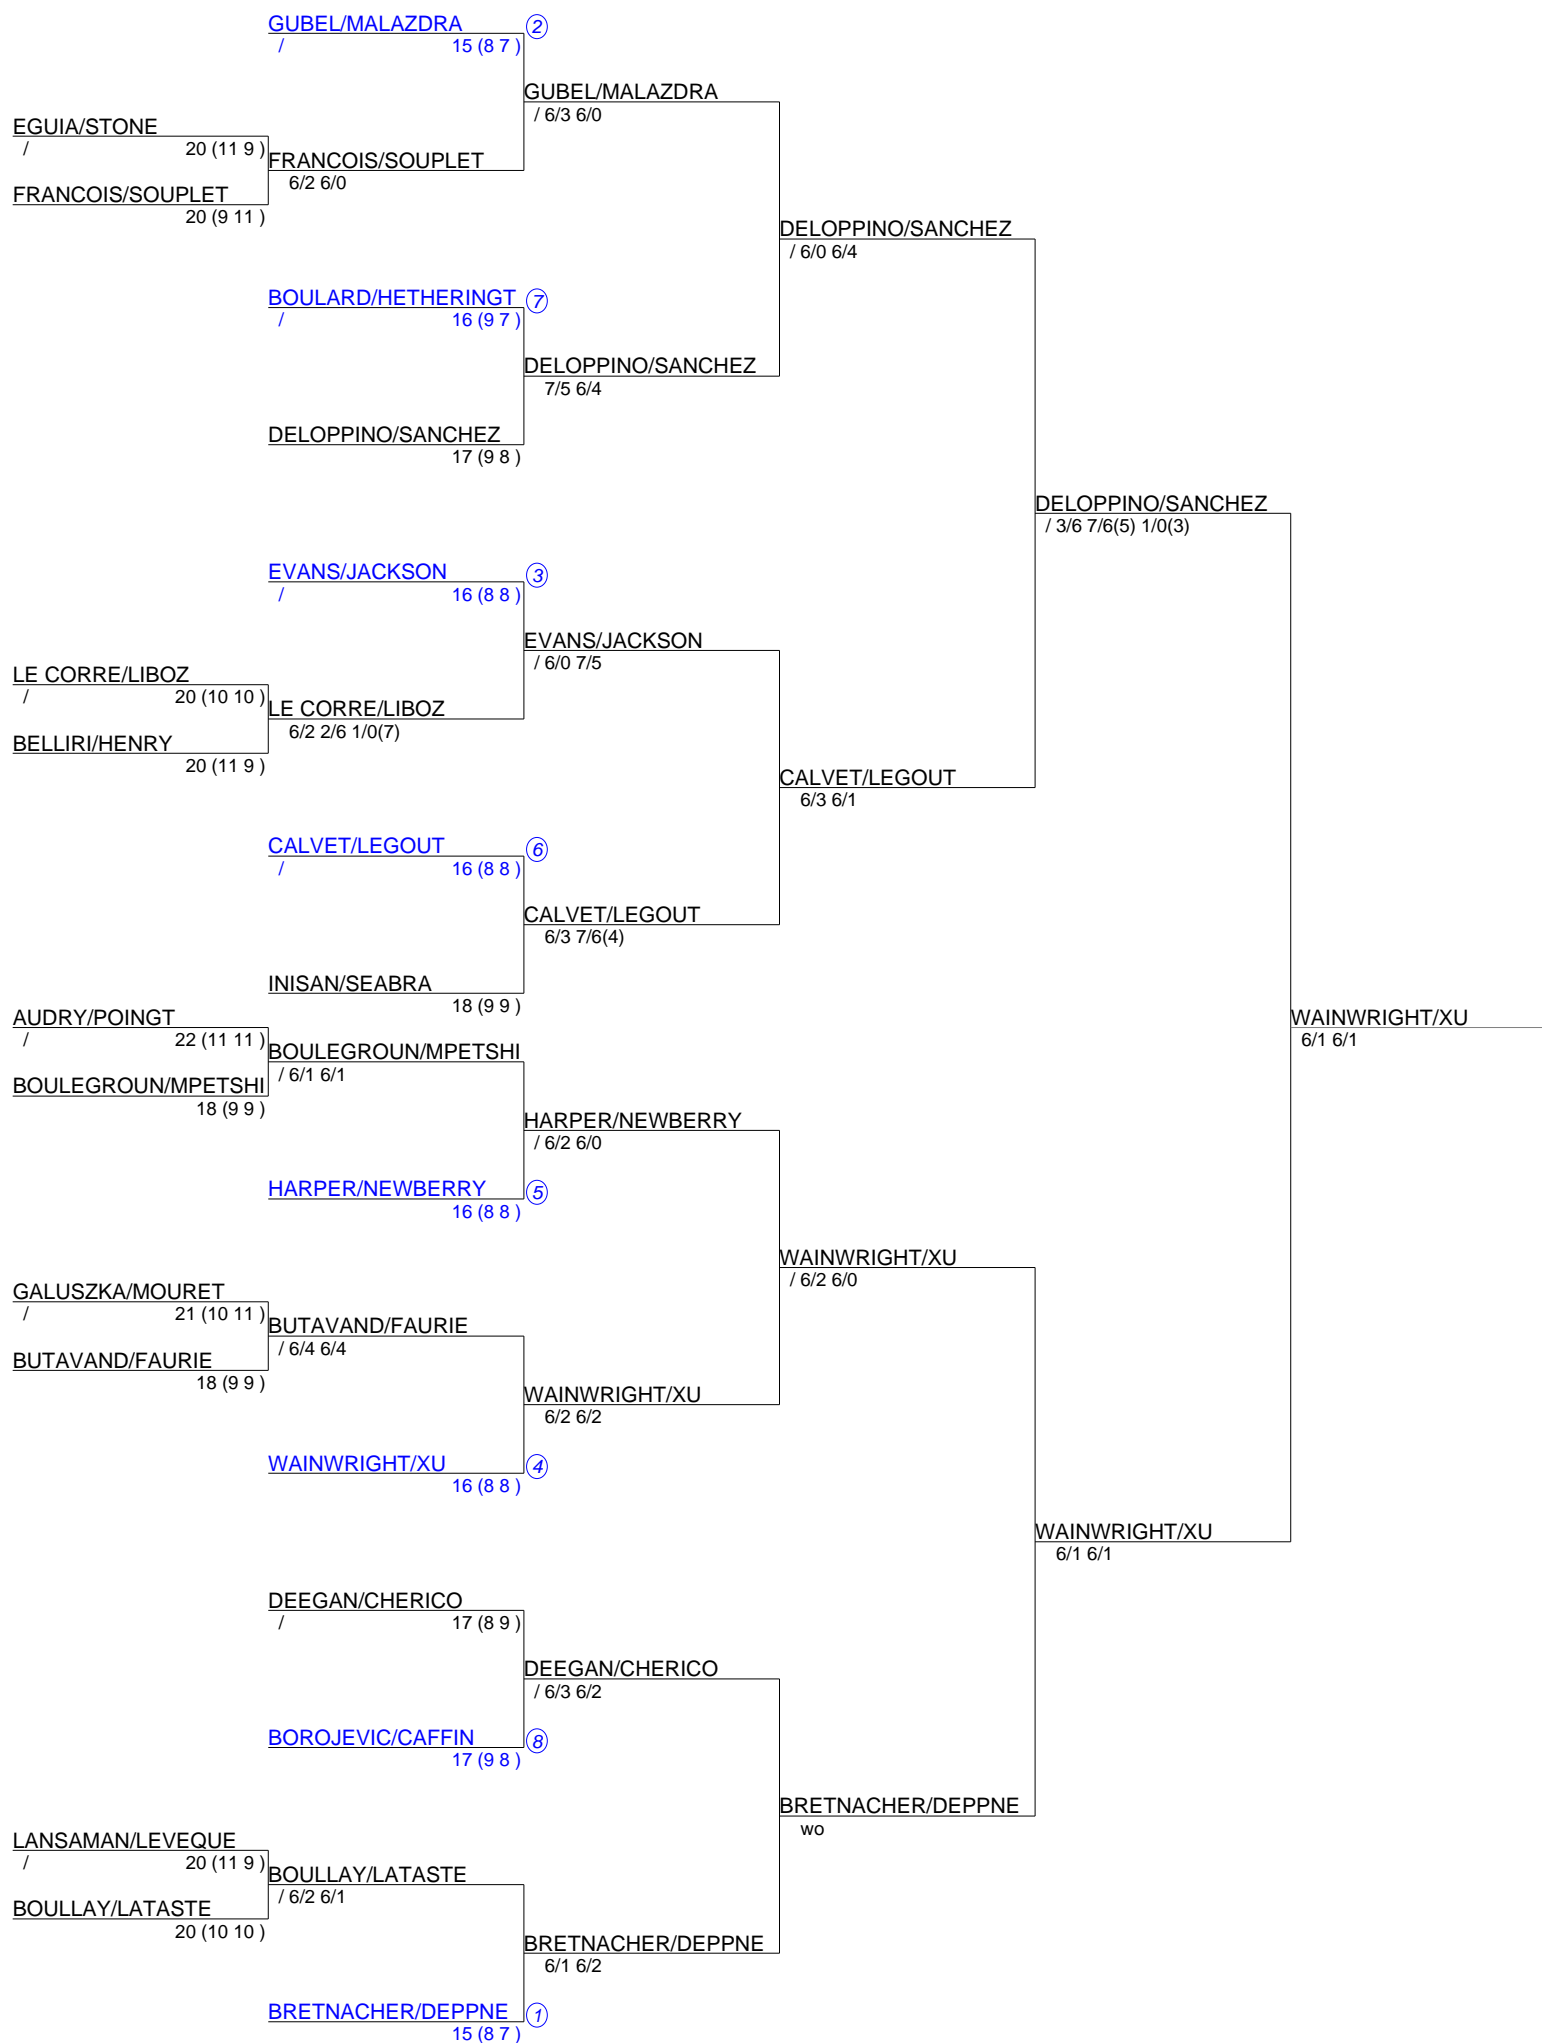 GUBEL/MALAZDRA 2
/ 15 (8 7 )
GUBEL/MALAZDRA
/ 6/3 6/0
EGUIA/STONE
/ 20 (11 9 )
FRANCOIS/SOUPLET
6/2 6/0
FRANCOIS/SOUPLET
20 (9 11 )
DELOPPINO/SANCHEZ
/ 6/0 6/4
BOULARD/HETHERINGT 7
/ 16 (9 7 )
DELOPPINO/SANCHEZ
7/5 6/4
DELOPPINO/SANCHEZ
17 (9 8 )
DELOPPINO/SANCHEZ
/ 3/6 7/6(5) 1/0(3)
EVANS/JACKSON 3
/ 16 (8 8 )
EVANS/JACKSON
/ 6/0 7/5
LE CORRE/LIBOZ
/ 20 (10 10 )
LE CORRE/LIBOZ
6/2 2/6 1/0(7)
BELLIRI/HENRY
20 (11 9 )
CALVET/LEGOUT
6/3 6/1
CALVET/LEGOUT 6
/ 16 (8 8 )
CALVET/LEGOUT
6/3 7/6(4)
INISAN/SEABRA
18 (9 9 )
AUDRY/POINGT
/ 22 (11 11 )
WAINWRIGHT/XU
6/1 6/1
BOULEGROUN/MPETSHI
/ 6/1 6/1
BOULEGROUN/MPETSHI
18 (9 9 )
HARPER/NEWBERRY
/ 6/2 6/0
HARPER/NEWBERRY 5
16 (8 8 )
WAINWRIGHT/XU
/ 6/2 6/0
GALUSZKA/MOURET
/ 21 (10 11 )
BUTAVAND/FAURIE
/ 6/4 6/4
BUTAVAND/FAURIE
18 (9 9 )
WAINWRIGHT/XU
6/2 6/2
WAINWRIGHT/XU 4
16 (8 8 )
WAINWRIGHT/XU
6/1 6/1
DEEGAN/CHERICO
/ 17 (8 9 )
DEEGAN/CHERICO
/ 6/3 6/2
BOROJEVIC/CAFFIN 8
17 (9 8 )
BRETNACHER/DEPPNE
wo
LANSAMAN/LEVEQUE
/ 20 (11 9 )
BOULLAY/LATASTE
/ 6/2 6/1
BOULLAY/LATASTE
20 (10 10 )
BRETNACHER/DEPPNE
6/1 6/2
BRETNACHER/DEPPNE 1
15 (8 7 )